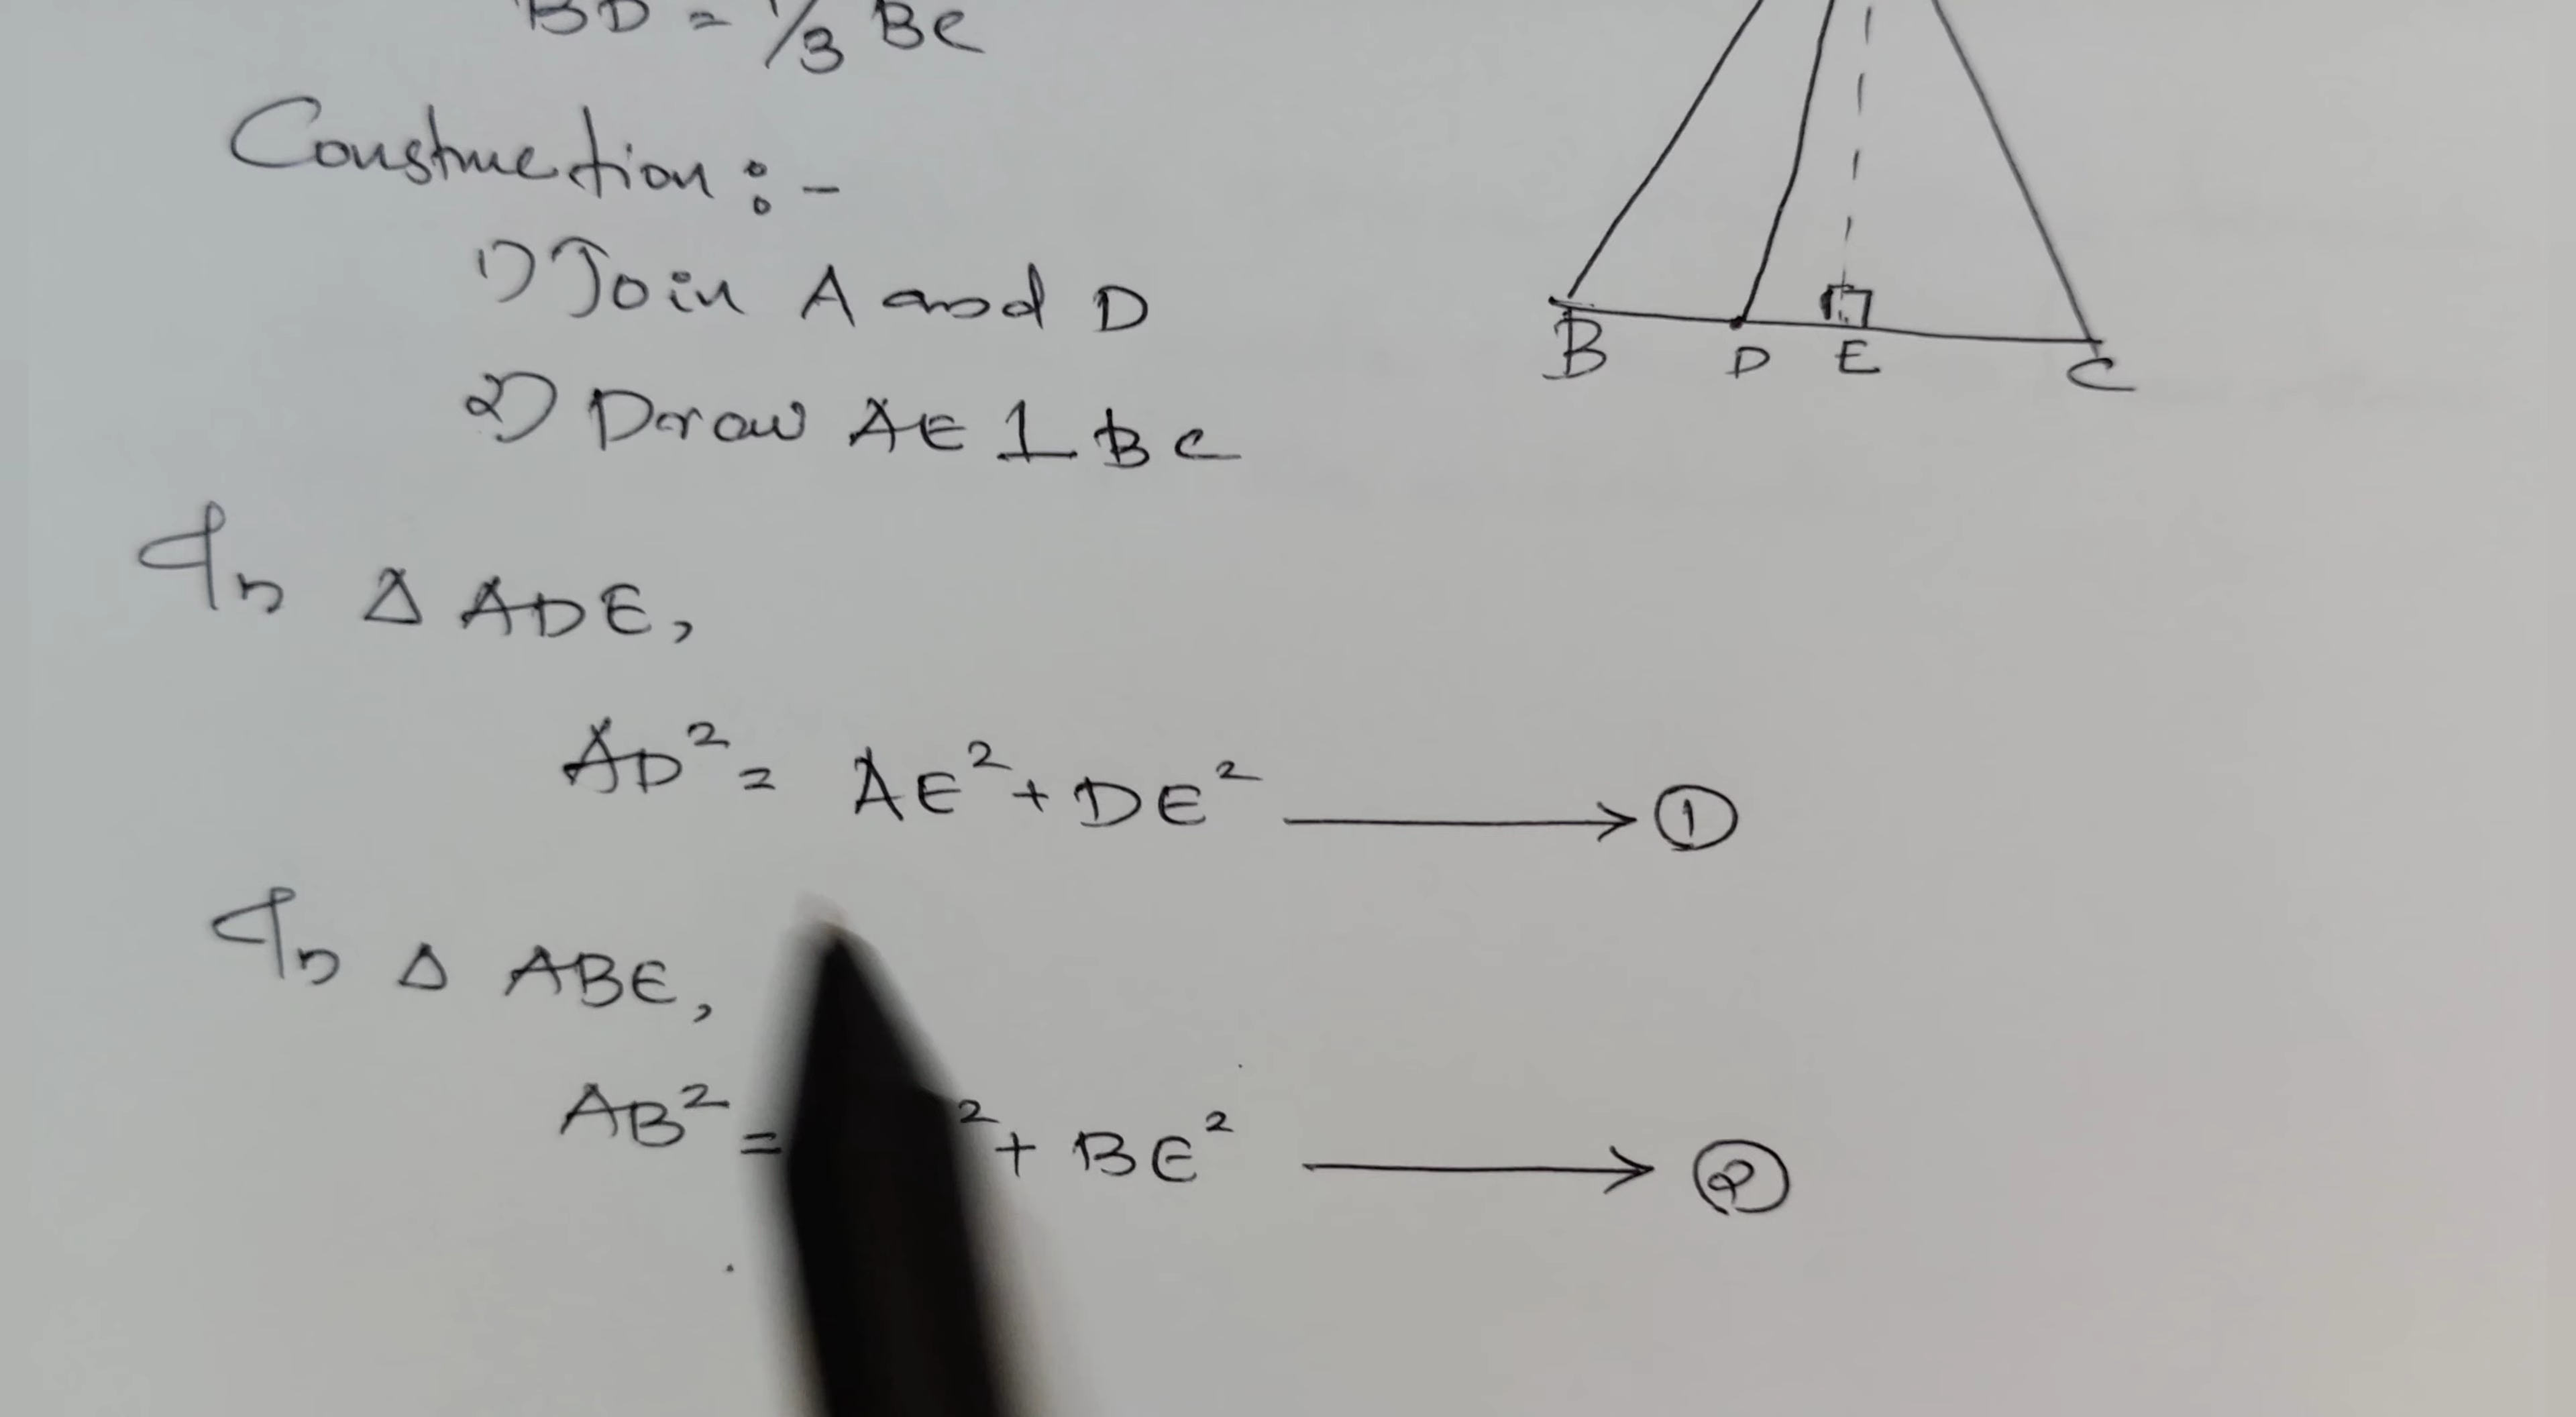 BD = 1/3 BC
Construction :-
1) Join A and D
2) Draw AE ⊥ BC
B D E C
In Δ ADE,
AD² = AE² + DE² ⟶ ①
In Δ ABE,
AB² = ² + BE² ⟶ ②